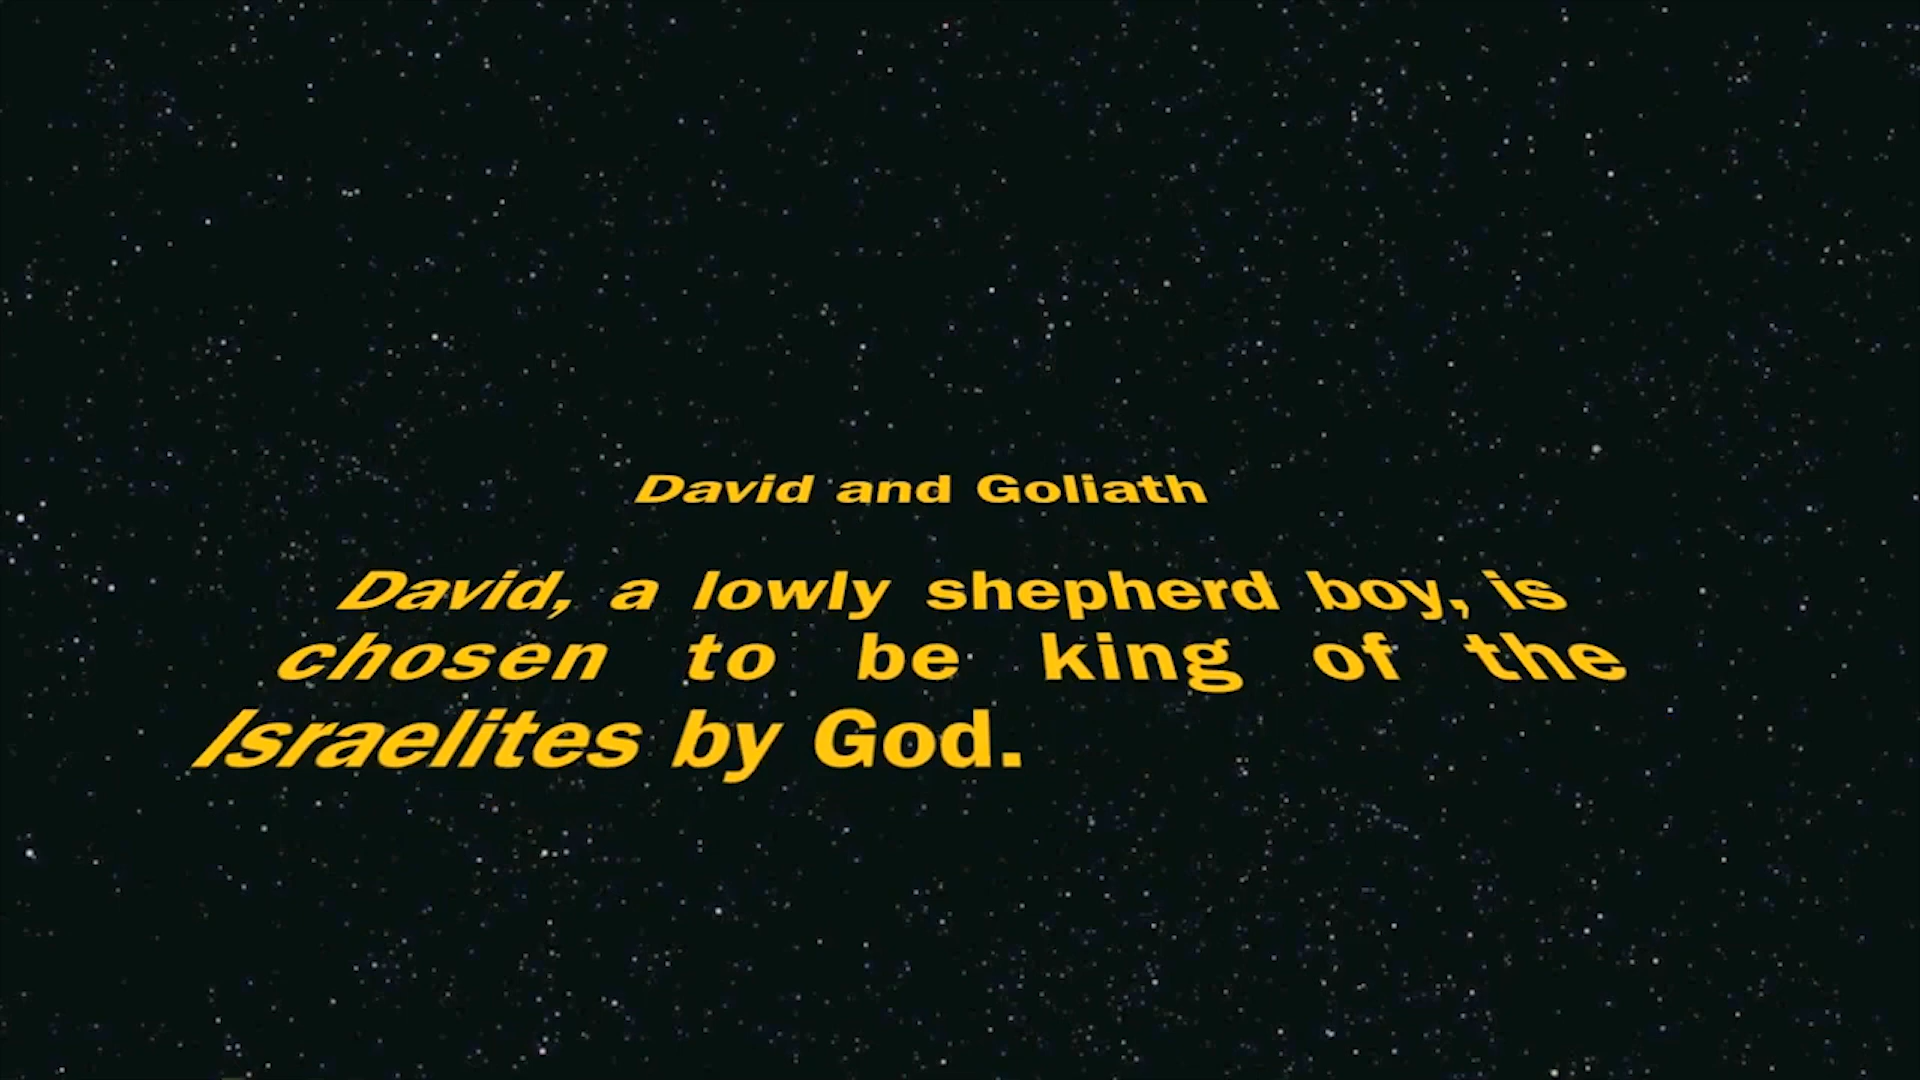 David and Goliath
David, a lowly shepherd boy, is
chosen to be king of the
Israelites by God.